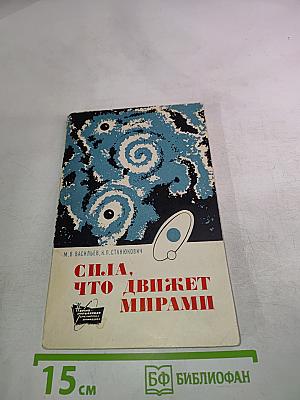 М.В. ВАСИЛЬЕВ, К.П. СТАНЮКОВИЧ
СИЛА,
ЧТО ДВИЖЕТ
МИРАМИ
15 см
БФ БИБЛИОФАН